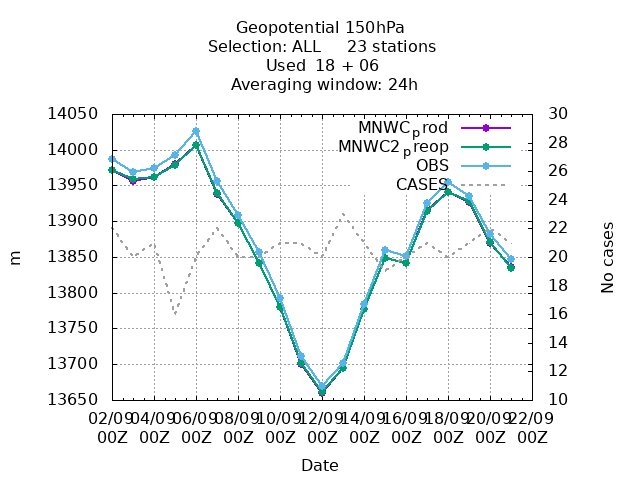 Geopotential 150hPa
Selection: ALL 23 stations
Used 18 + 06
Averaging window: 24h
14050
14000
13950
13900
13850
13800
13750
13700
13650
m
30
28
26
24
22
20
18
16
14
12
10
No cases
MNWCprod
MNWC2preop
OBS
CASES
02/09 04/09 06/09 08/09 10/09 12/09 14/09 16/09 18/09 20/09 22/09
00Z 00Z 00Z 00Z 00Z 00Z 00Z 00Z 00Z 00Z 00Z
Date